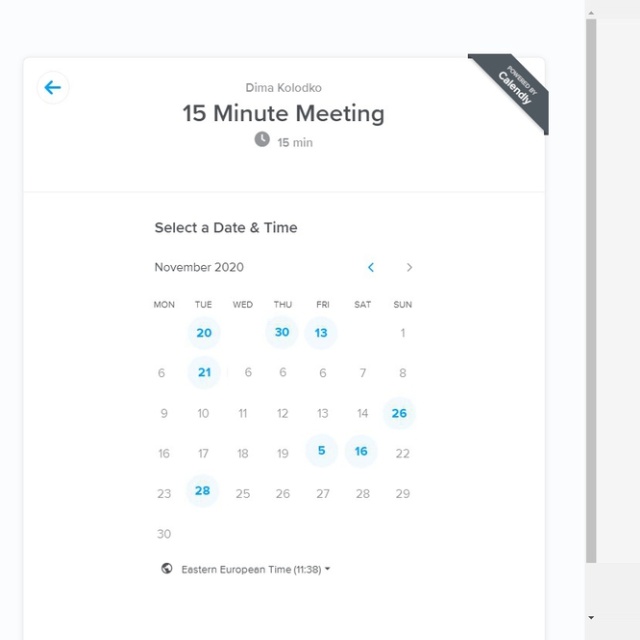 POWERED BY
Calendly
Dima Kolodko
15 Minute Meeting
15 min
Select a Date & Time
November 2020
MON TUE WED THU FRI SAT SUN
20 30 13 1
6 21 6 6 6 7 8
9 10 11 12 13 14 26
16 17 18 19 5 16 22
23 28 25 26 27 28 29
30
Eastern European Time (11:38)